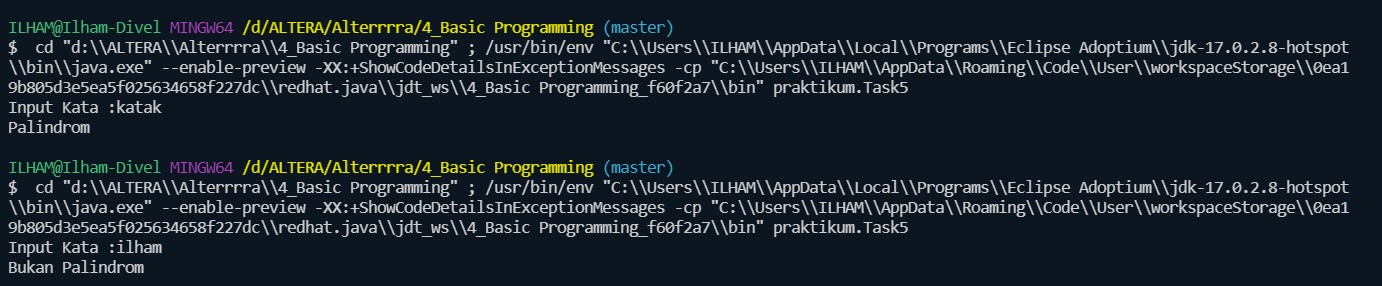 ILHAM@Ilham-Divel MINGW64 /d/ALTERA/Alterrrra/4_Basic Programming (master)
$  cd "d:\\ALTERA\\Alterrrra\\4_Basic Programming" ; /usr/bin/env "C:\\Users\\ILHAM\\AppData\\Local\\Programs\\Eclipse Adoptium\\jdk-17.0.2.8-hotspot
\\bin\\java.exe" --enable-preview -XX:+ShowCodeDetailsInExceptionMessages -cp "C:\\Users\\ILHAM\\AppData\\Roaming\\Code\\User\\workspaceStorage\\0ea1
9b805d3e5ea5f025634658f227dc\\redhat.java\\jdt_ws\\4_Basic Programming_f60f2a7\\bin" praktikum.Task5
Input Kata :katak
Palindrom
ILHAM@Ilham-Divel MINGW64 /d/ALTERA/Alterrrra/4_Basic Programming (master)
$  cd "d:\\ALTERA\\Alterrrra\\4_Basic Programming" ; /usr/bin/env "C:\\Users\\ILHAM\\AppData\\Local\\Programs\\Eclipse Adoptium\\jdk-17.0.2.8-hotspot
\\bin\\java.exe" --enable-preview -XX:+ShowCodeDetailsInExceptionMessages -cp "C:\\Users\\ILHAM\\AppData\\Roaming\\Code\\User\\workspaceStorage\\0ea1
9b805d3e5ea5f025634658f227dc\\redhat.java\\jdt_ws\\4_Basic Programming_f60f2a7\\bin" praktikum.Task5
Input Kata :ilham
Bukan Palindrom